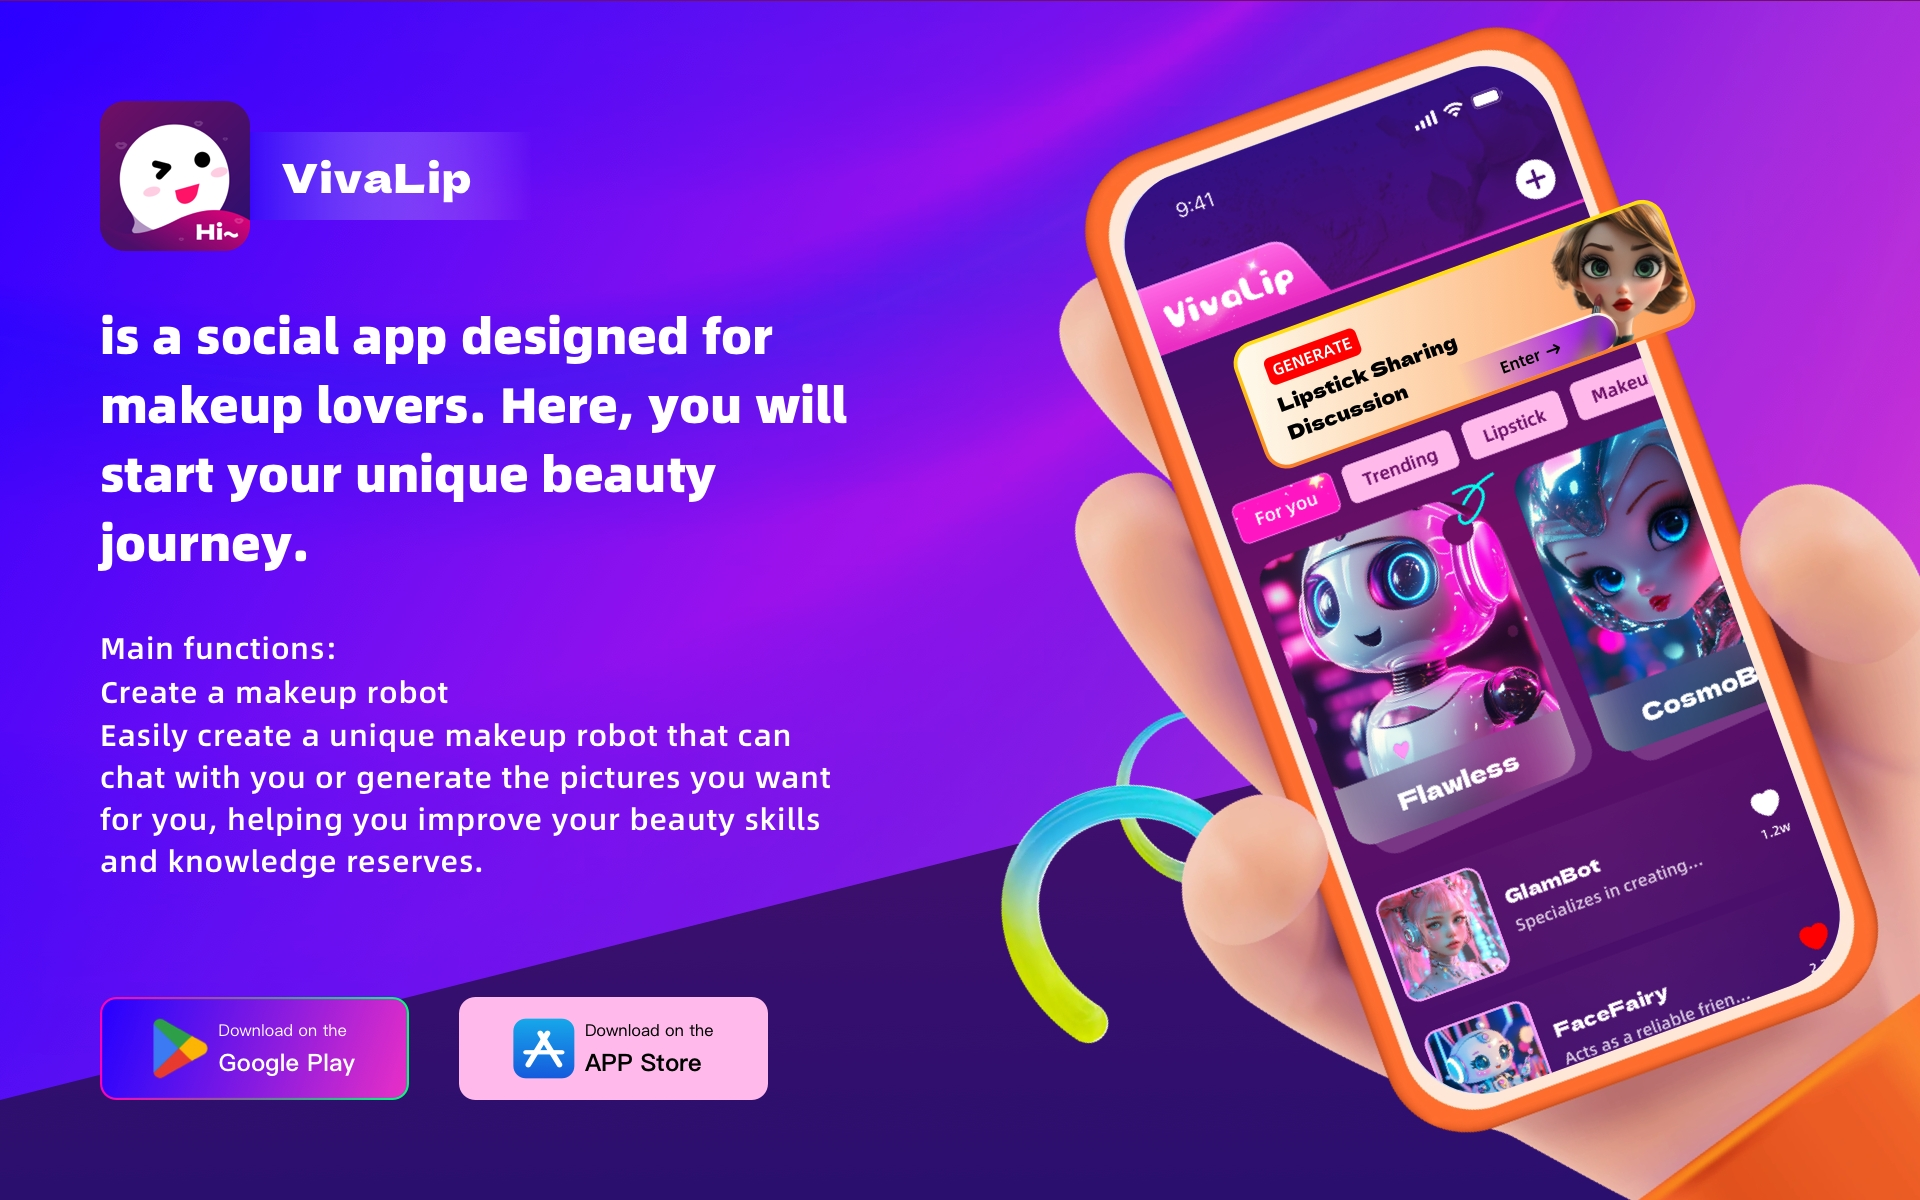 Hi~
VivaLip
is a social app designed for
makeup lovers. Here, you will
start your unique beauty
journey.
Main functions:
Create a makeup robot
Easily create a unique makeup robot that can
chat with you or generate the pictures you want
for you, helping you improve your beauty skills
and knowledge reserves.
Download on the
Google Play
Download on the
APP Store
9:41
VivaLip
GENERATE
Lipstick Sharing
Discussion
Enter →
For you
Trending
Lipstick
Makeu
Flawless
CosmoB
1.2w
GlamBot
Specializes in creating...
FaceFairy
Acts as a reliable frien...